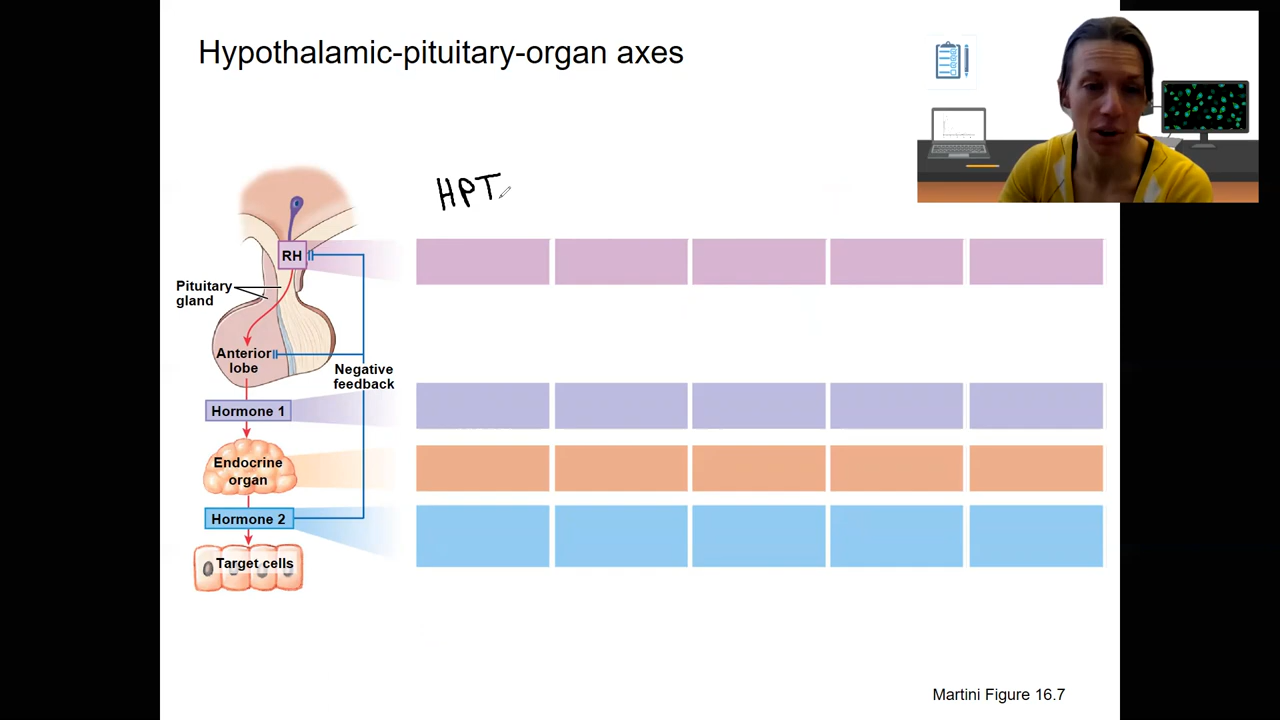 Hypothalamic-pituitary-organ axes
HPT
RH
Pituitary
gland
Anterior
lobe
Negative
feedback
Hormone 1
Endocrine
organ
Hormone 2
Target cells
Martini Figure 16.7